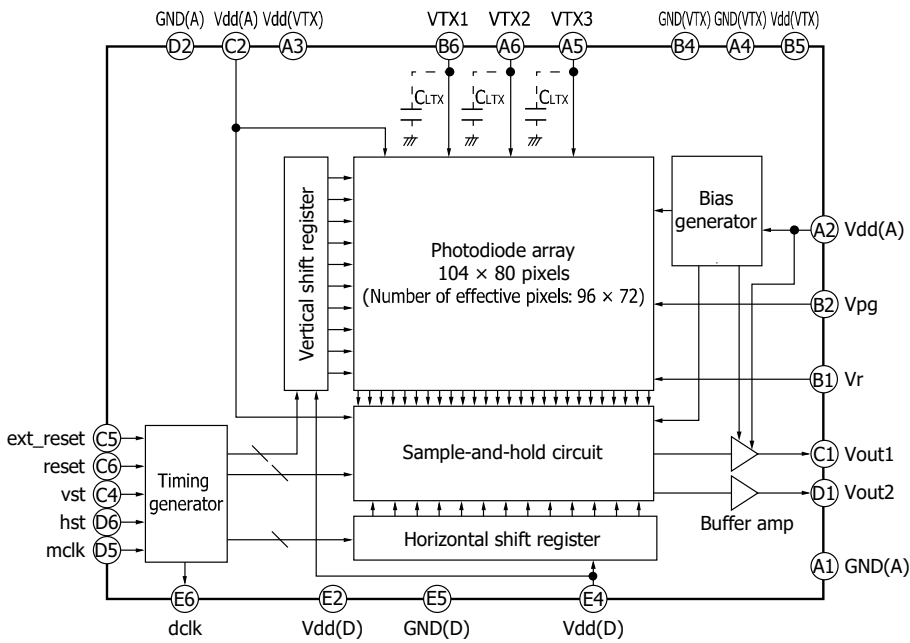 GND(A) Vdd(A) Vdd(VTX) VTX1 VTX2 VTX3 GND(VTX) GND(VTX) Vdd(VTX)
D2 C2 A3 B6 A6 A5 B4 A4 B5
CLTX CLTX CLTX
Vertical shift register
Photodiode array
104 × 80 pixels
(Number of effective pixels: 96 × 72)
Bias
generator
A2 Vdd(A)
B2 Vpg
B1 Vr
ext_reset C5
reset C6
vst C4
hst D6
mclk D5
Timing
generator
Sample-and-hold circuit
C1 Vout1
D1 Vout2
Buffer amp
Horizontal shift register
A1 GND(A)
E6 E2 E5 E4
dclk Vdd(D) GND(D) Vdd(D)